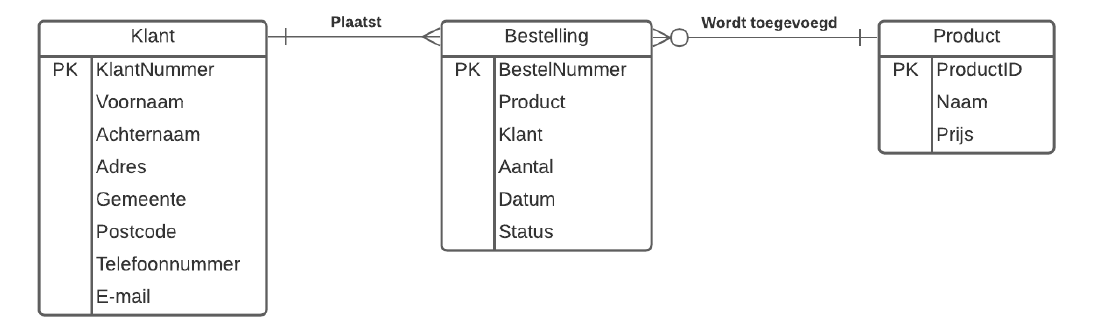 Klant
PK KlantNummer
Voornaam
Achternaam
Adres
Gemeente
Postcode
Telefoonnummer
E-mail
Plaatst
Bestelling
PK BestelNummer
Product
Klant
Aantal
Datum
Status
Wordt toegevoegd
Product
PK ProductID
Naam
Prijs